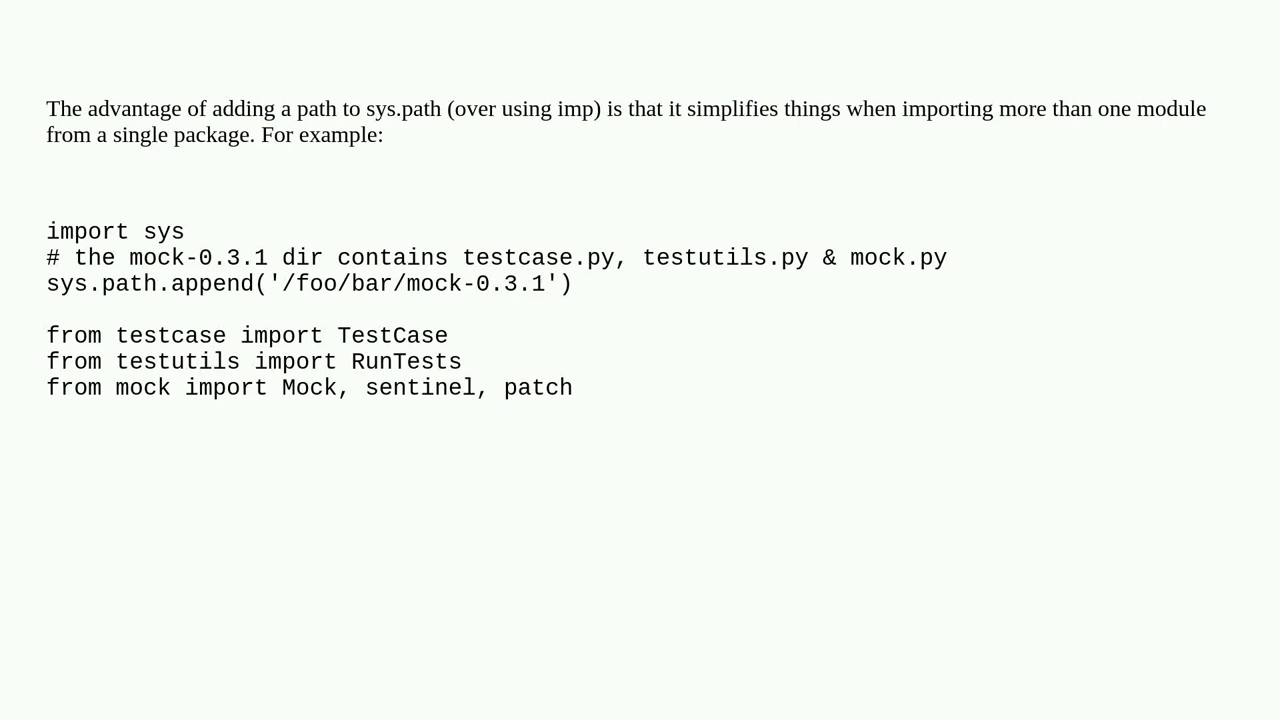 The advantage of adding a path to sys.path (over using imp) is that it simplifies things when importing more than one module
from a single package. For example:
import sys
# the mock-0.3.1 dir contains testcase.py, testutils.py & mock.py
sys.path.append('/foo/bar/mock-0.3.1')
from testcase import TestCase
from testutils import RunTests
from mock import Mock, sentinel, patch